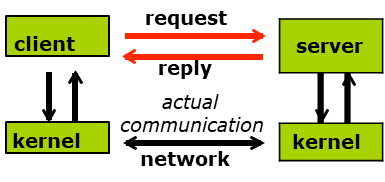 request
client
server
reply
actual
communication
kernel
kernel
network